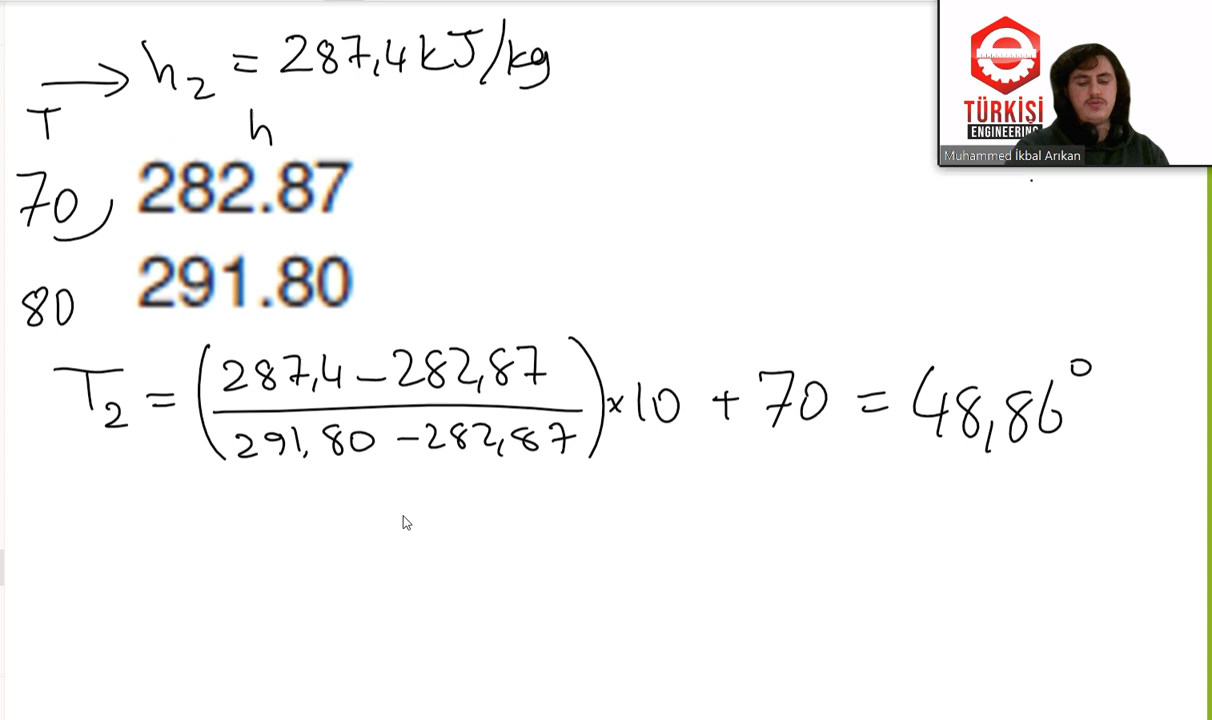 → h₂ = 287,4 kJ/kg
T h
70, 282.87
80 291.80
T₂ = ((287,4 – 282,87) / (291,80 – 282,87)) × 10 + 70 = 48,86°
TÜRKİŞİ
ENGINEERING
Muhammed İkbal Arıkan